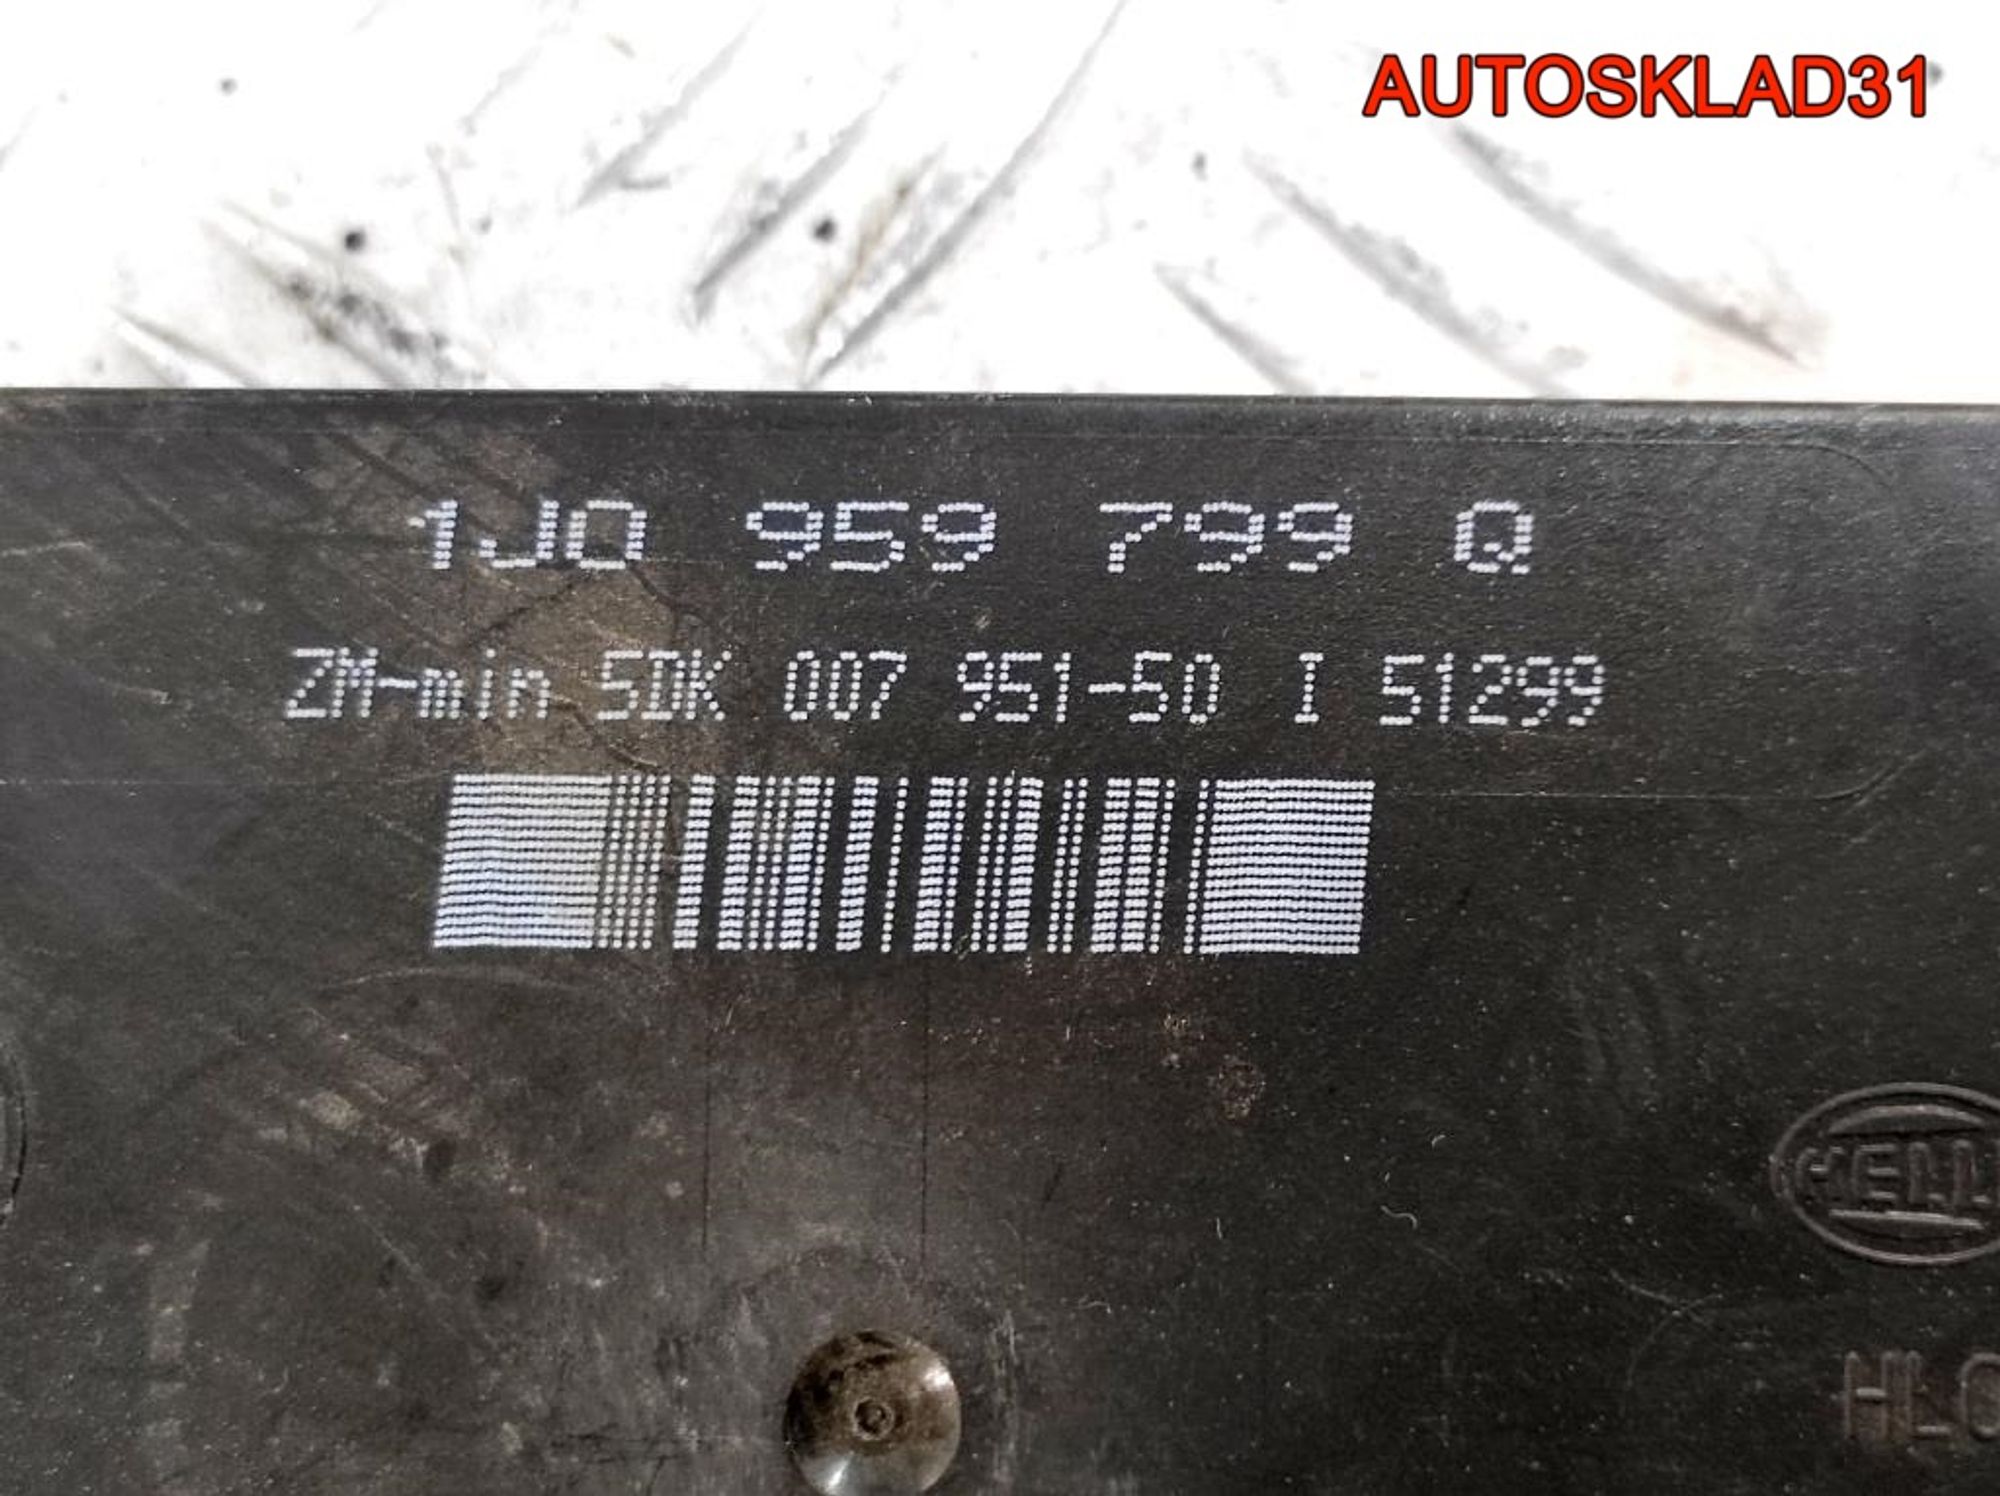 AUTOSKLAD31
1J0 959 799 Q
ZM-min 5DK 007 951-50 I 51299